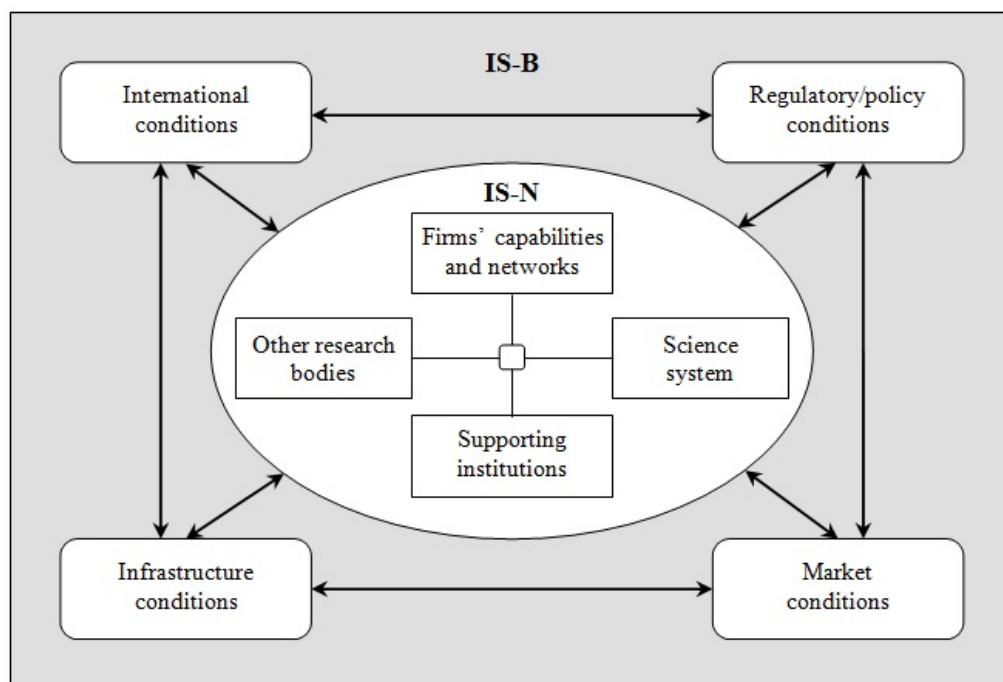 IS-B
International
conditions
Regulatory/policy
conditions
IS-N
Firms’ capabilities
and networks
Other research
bodies
Science
system
Supporting
institutions
Infrastructure
conditions
Market
conditions